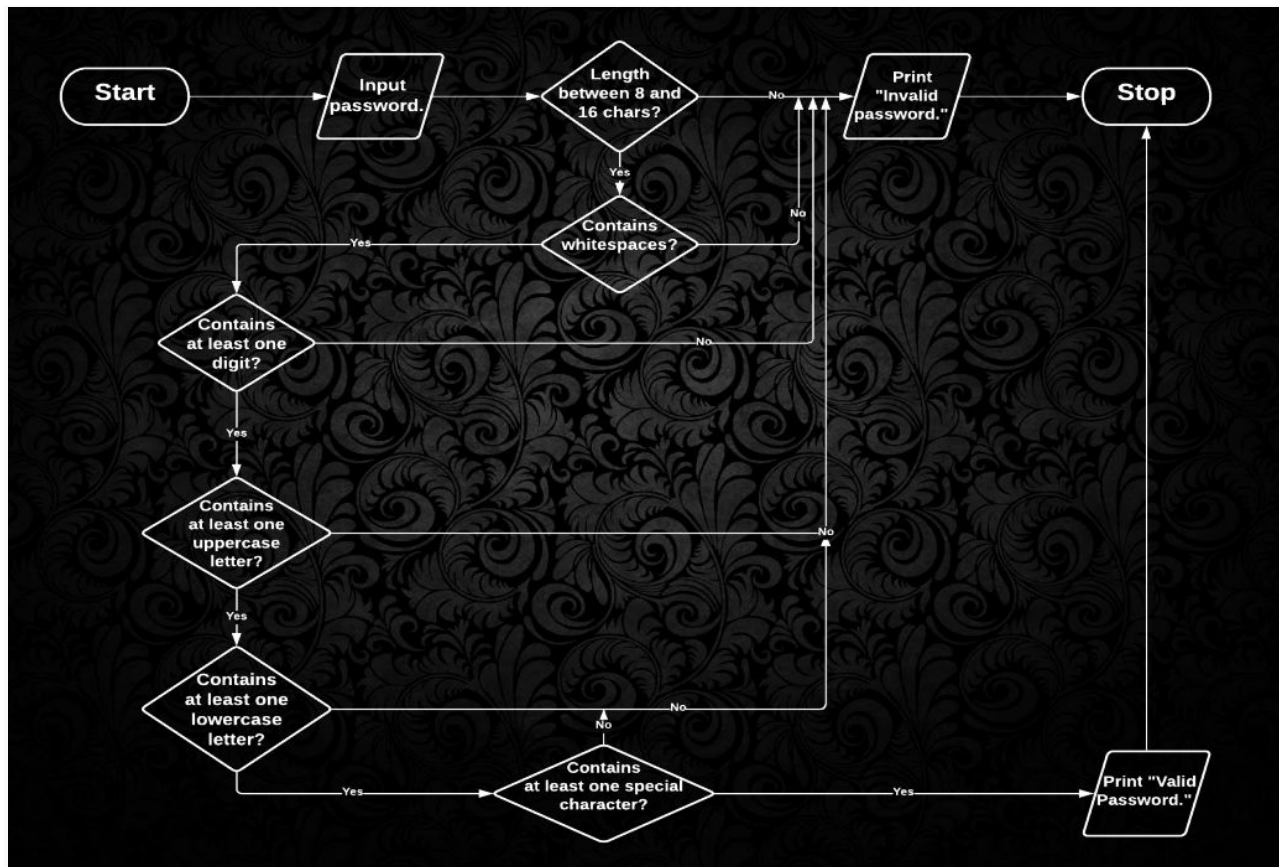 Start
Input
password.
Length
between 8 and
16 chars?
No
Print
"Invalid
password."
Stop
Yes
Contains
whitespaces?
No
Yes
Contains
at least one
digit?
No
Yes
Contains
at least one
uppercase
letter?
No
Yes
Contains
at least one
lowercase
letter?
No
No
Yes
Contains
at least one special
character?
Yes
Print "Valid
Password."